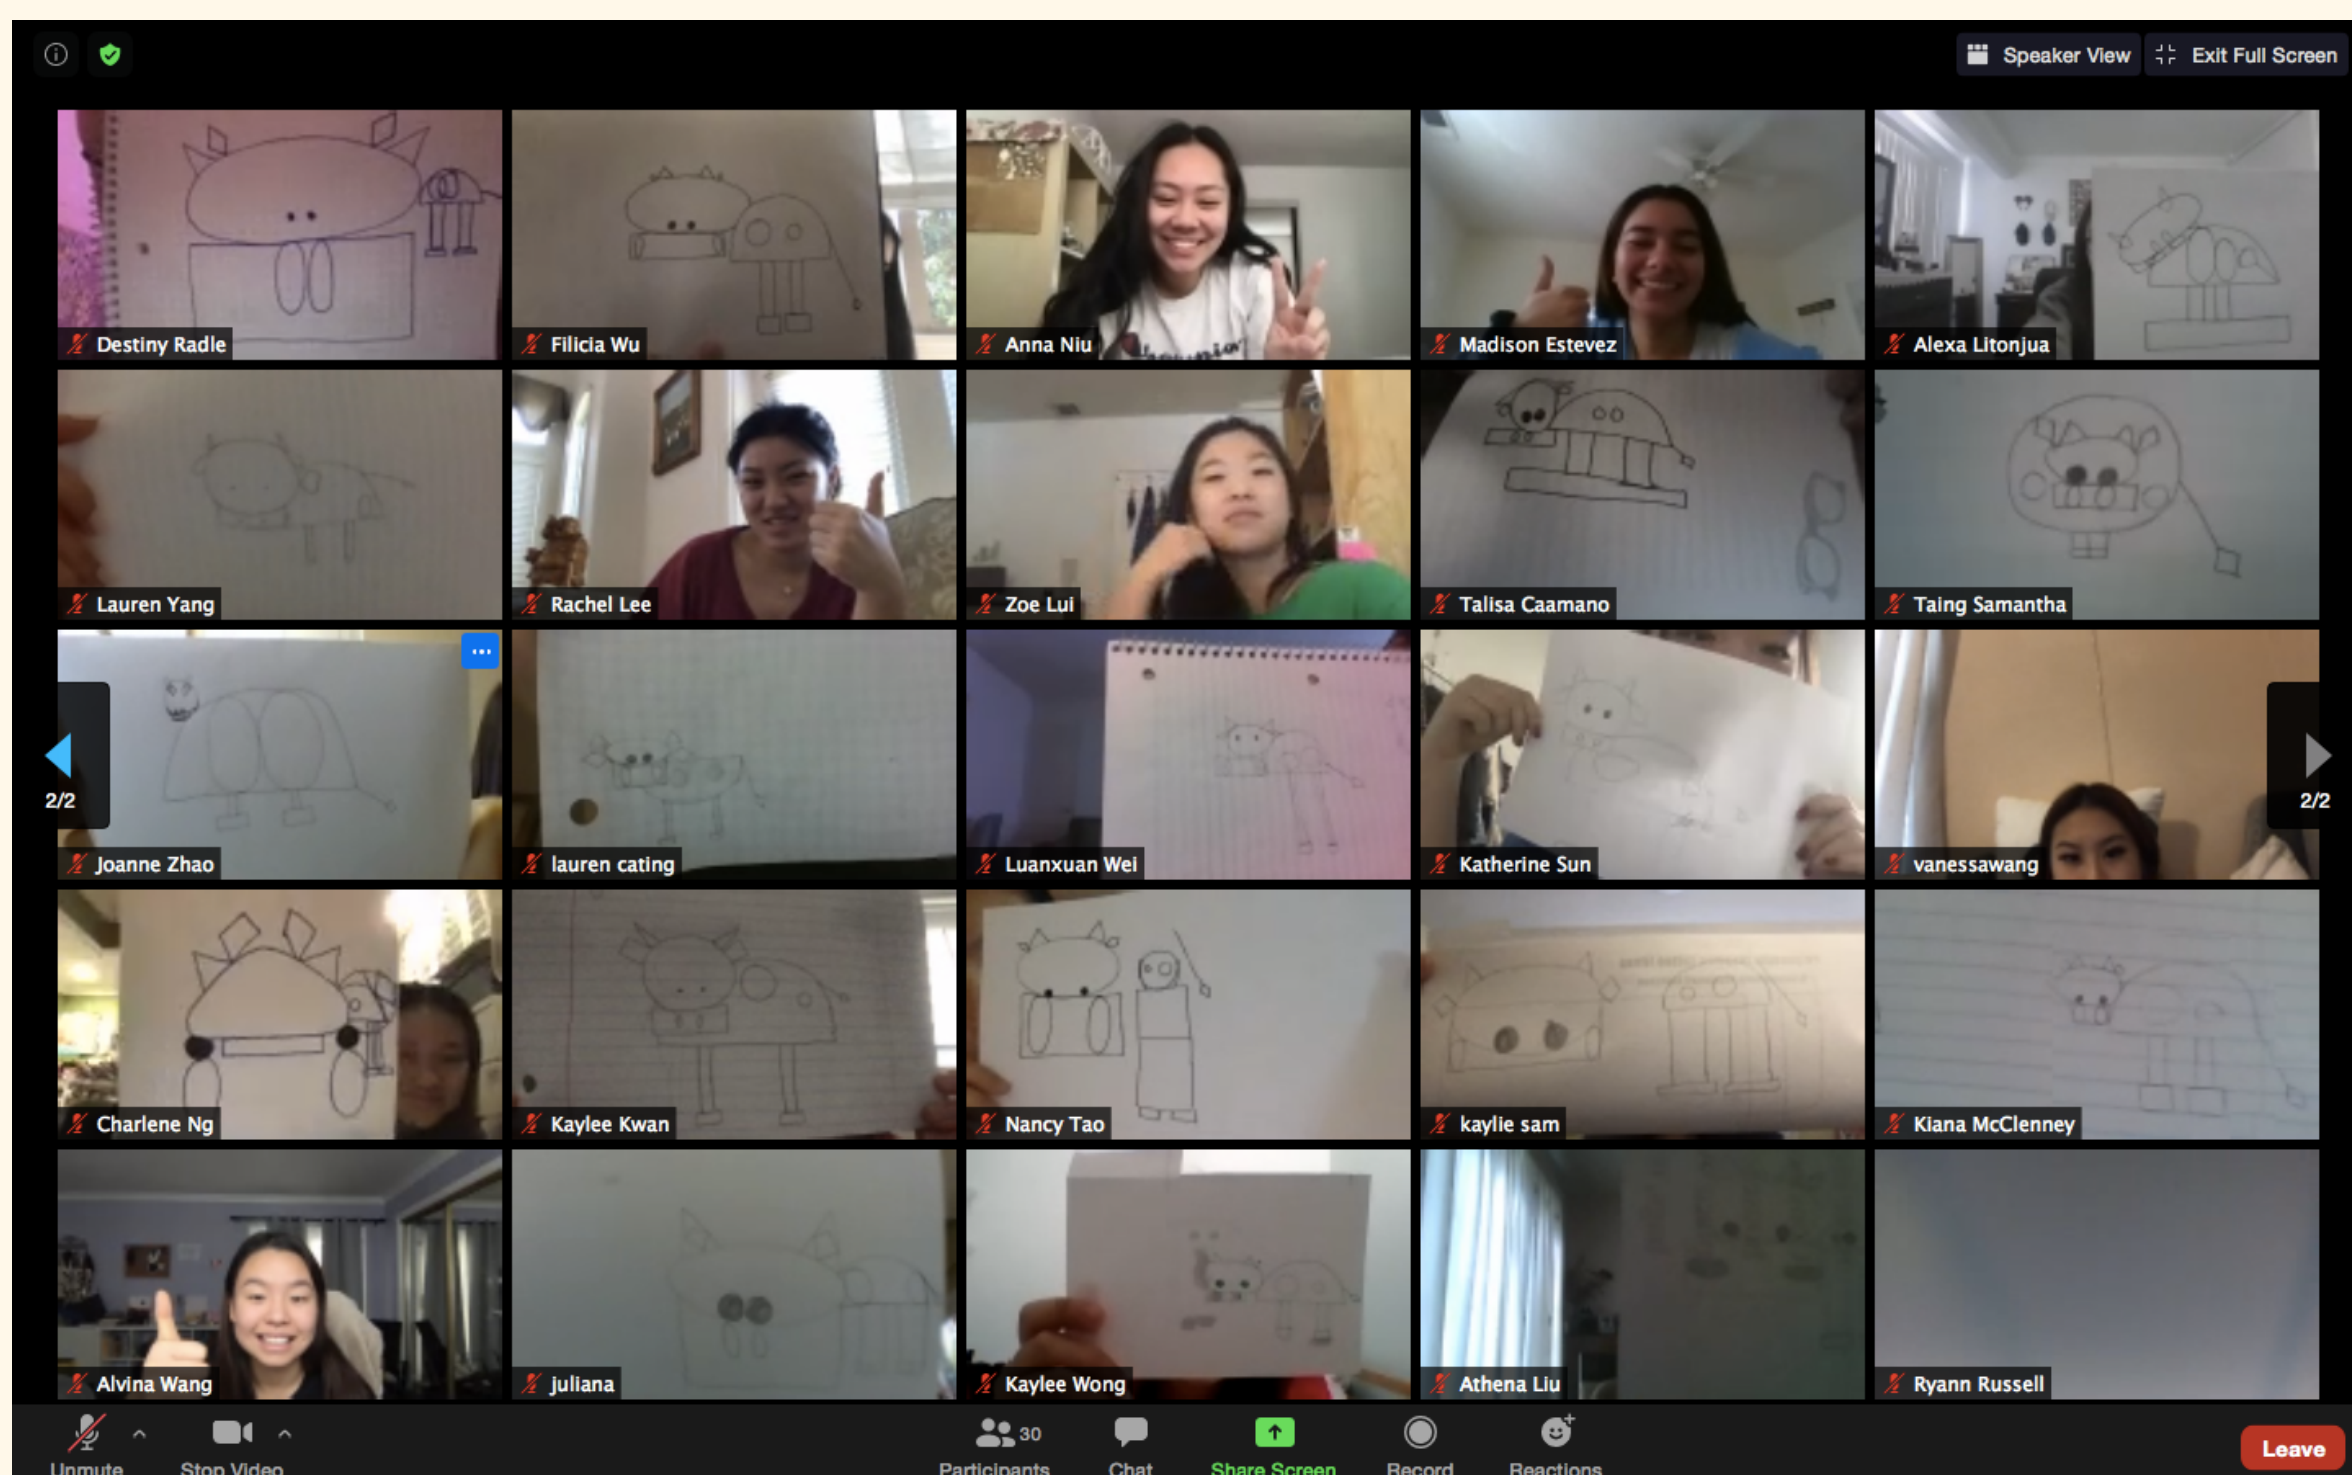 Speaker View
Exit Full Screen
Destiny Radle
Filicia Wu
Anna Niu
Madison Estevez
Alexa Litonjua
Lauren Yang
Rachel Lee
Zoe Lui
Talisa Caamano
Taing Samantha
2/2
2/2
Joanne Zhao
lauren cating
Luanxuan Wei
Katherine Sun
vanessawang
Charlene Ng
Kaylee Kwan
Nancy Tao
kaylie sam
Kiana McClenney
Alvina Wang
juliana
Kaylee Wong
Athena Liu
Ryann Russell
30
Unmute
Stop Video
Participants
Chat
Share Screen
Record
Reactions
Leave